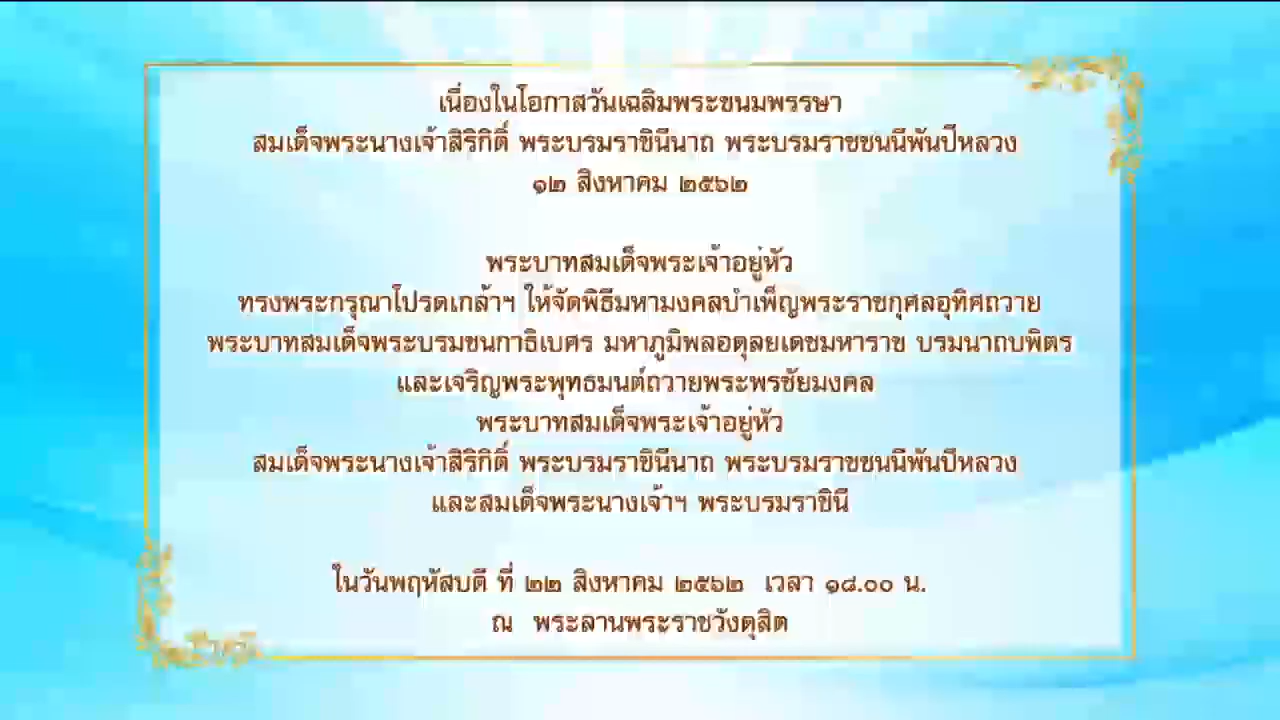 เนื่องในโอกาสวันเฉลิมพระชนมพรรษา
สมเด็จพระนางเจ้าสิริกิติ์ พระบรมราชินีนาถ พระบรมราชชนนีพันปีหลวง
๑๒ สิงหาคม ๒๕๖๒
พระบาทสมเด็จพระเจ้าอยู่หัว
ทรงพระกรุณาโปรดเกล้าฯ ให้จัดพิธีมหามงคลบำเพ็ญพระราชกุศลอุทิศถวาย
พระบาทสมเด็จพระบรมชนกาธิเบศร มหาภูมิพลอดุลยเดชมหาราช บรมนาถบพิตร
และเจริญพระพุทธมนต์ถวายพระพรชัยมงคล
พระบาทสมเด็จพระเจ้าอยู่หัว
สมเด็จพระนางเจ้าสิริกิติ์ พระบรมราชินีนาถ พระบรมราชชนนีพันปีหลวง
และสมเด็จพระนางเจ้าฯ พระบรมราชินี
ในวันพฤหัสบดี ที่ ๒๒ สิงหาคม ๒๕๖๒ เวลา ๑๘.๐๐ น.
ณ พระลานพระราชวังดุสิต